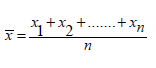 x̄ = x₁ + x₂ + ....... + xₙ / n